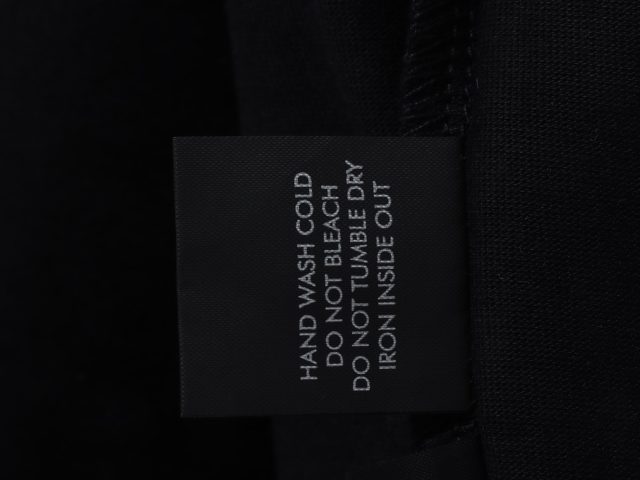 HAND WASH COLD
DO NOT BLEACH
DO NOT TUMBLE DRY
IRON INSIDE OUT